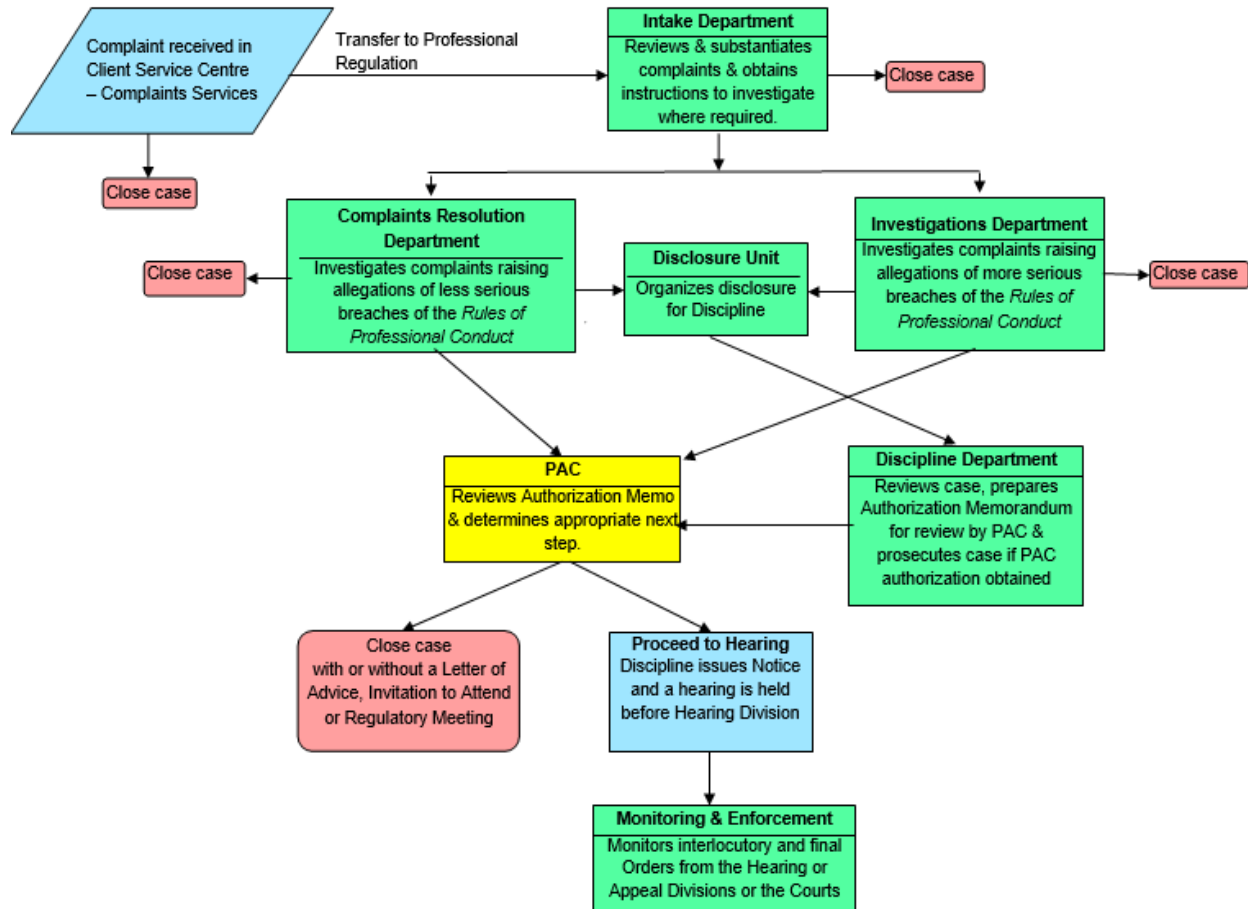 Complaint received in
Client Service Centre
– Complaints Services
Transfer to Professional
Regulation
Intake Department
Reviews & substantiates
complaints & obtains
instructions to investigate
where required.
Close case
Close case
Complaints Resolution
Department
Investigates complaints raising
allegations of less serious
breaches of the Rules of
Professional Conduct
Close case
Disclosure Unit
Organizes disclosure
for Discipline
Investigations Department
Investigates complaints raising
allegations of more serious
breaches of the Rules of
Professional Conduct
Close case
PAC
Reviews Authorization Memo
& determines appropriate next
step.
Discipline Department
Reviews case, prepares
Authorization Memorandum
for review by PAC &
prosecutes case if PAC
authorization obtained
Close case
with or without a Letter of
Advice, Invitation to Attend
or Regulatory Meeting
Proceed to Hearing
Discipline issues Notice
and a hearing is held
before Hearing Division
Monitoring & Enforcement
Monitors interlocutory and final
Orders from the Hearing or
Appeal Divisions or the Courts